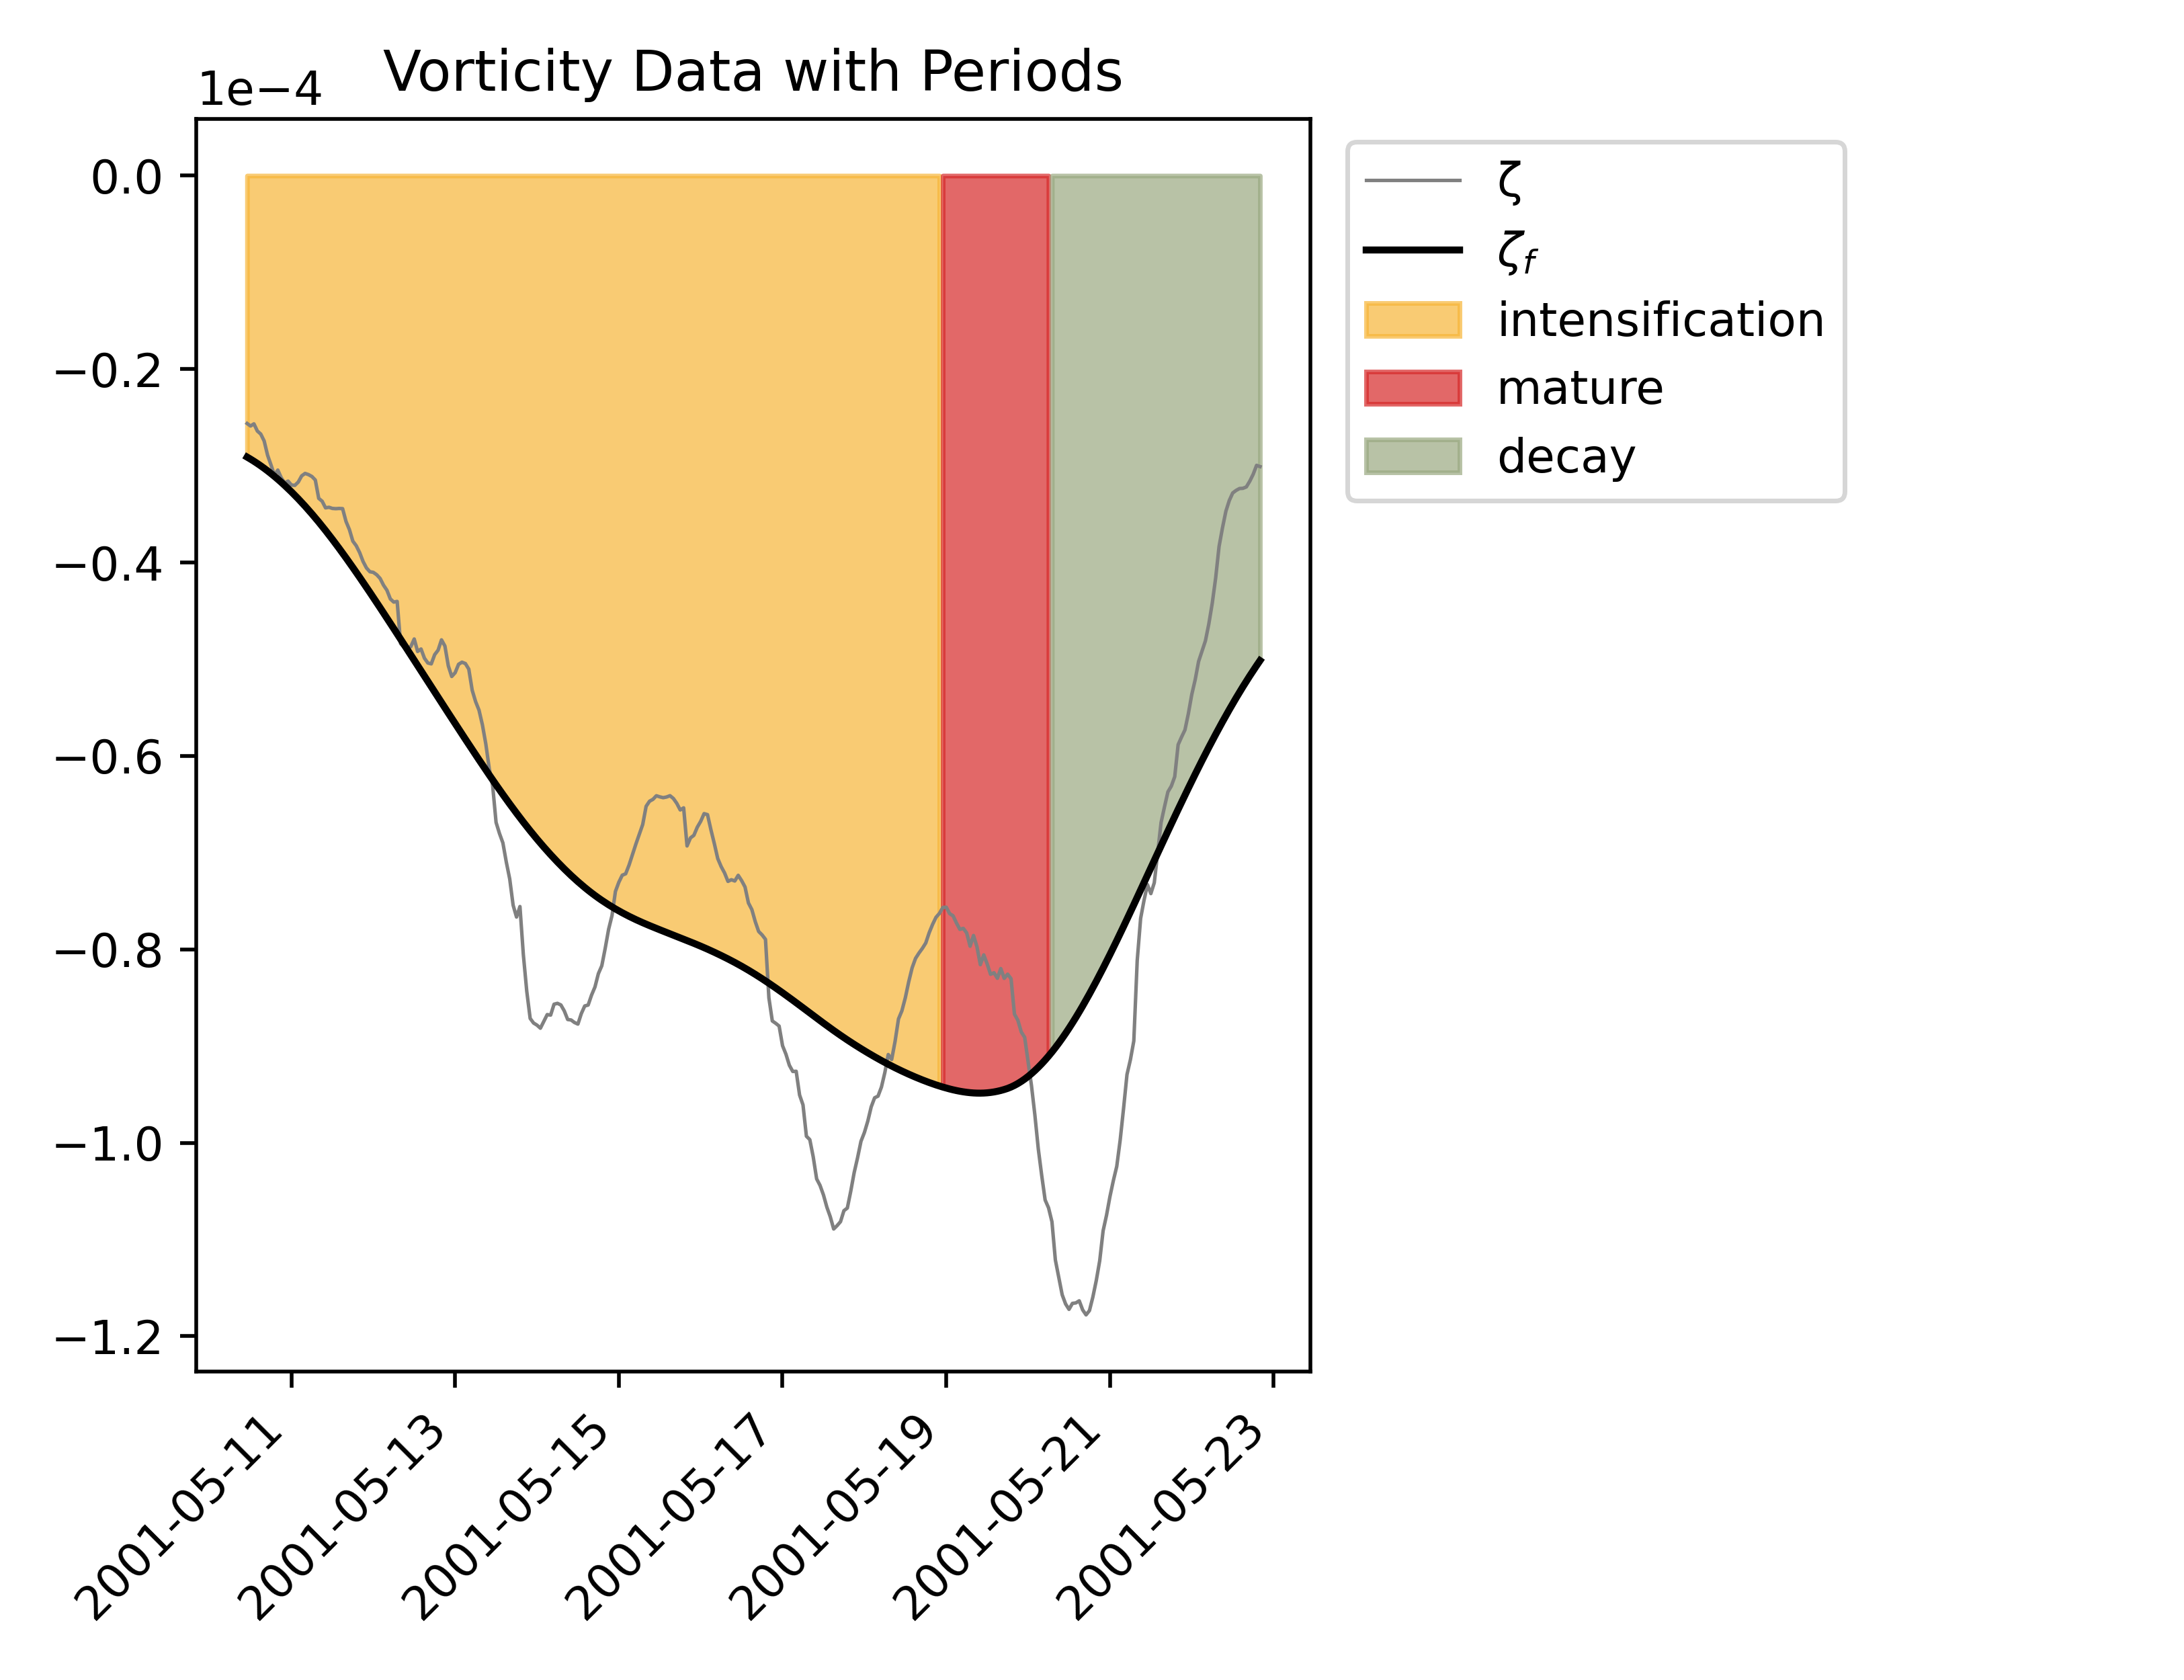 Vorticity Data with Periods
1e−4
0.0
−0.2
−0.4
−0.6
−0.8
−1.0
−1.2
2001-05-11
2001-05-13
2001-05-15
2001-05-17
2001-05-19
2001-05-21
2001-05-23
ζ
ζf
intensification
mature
decay